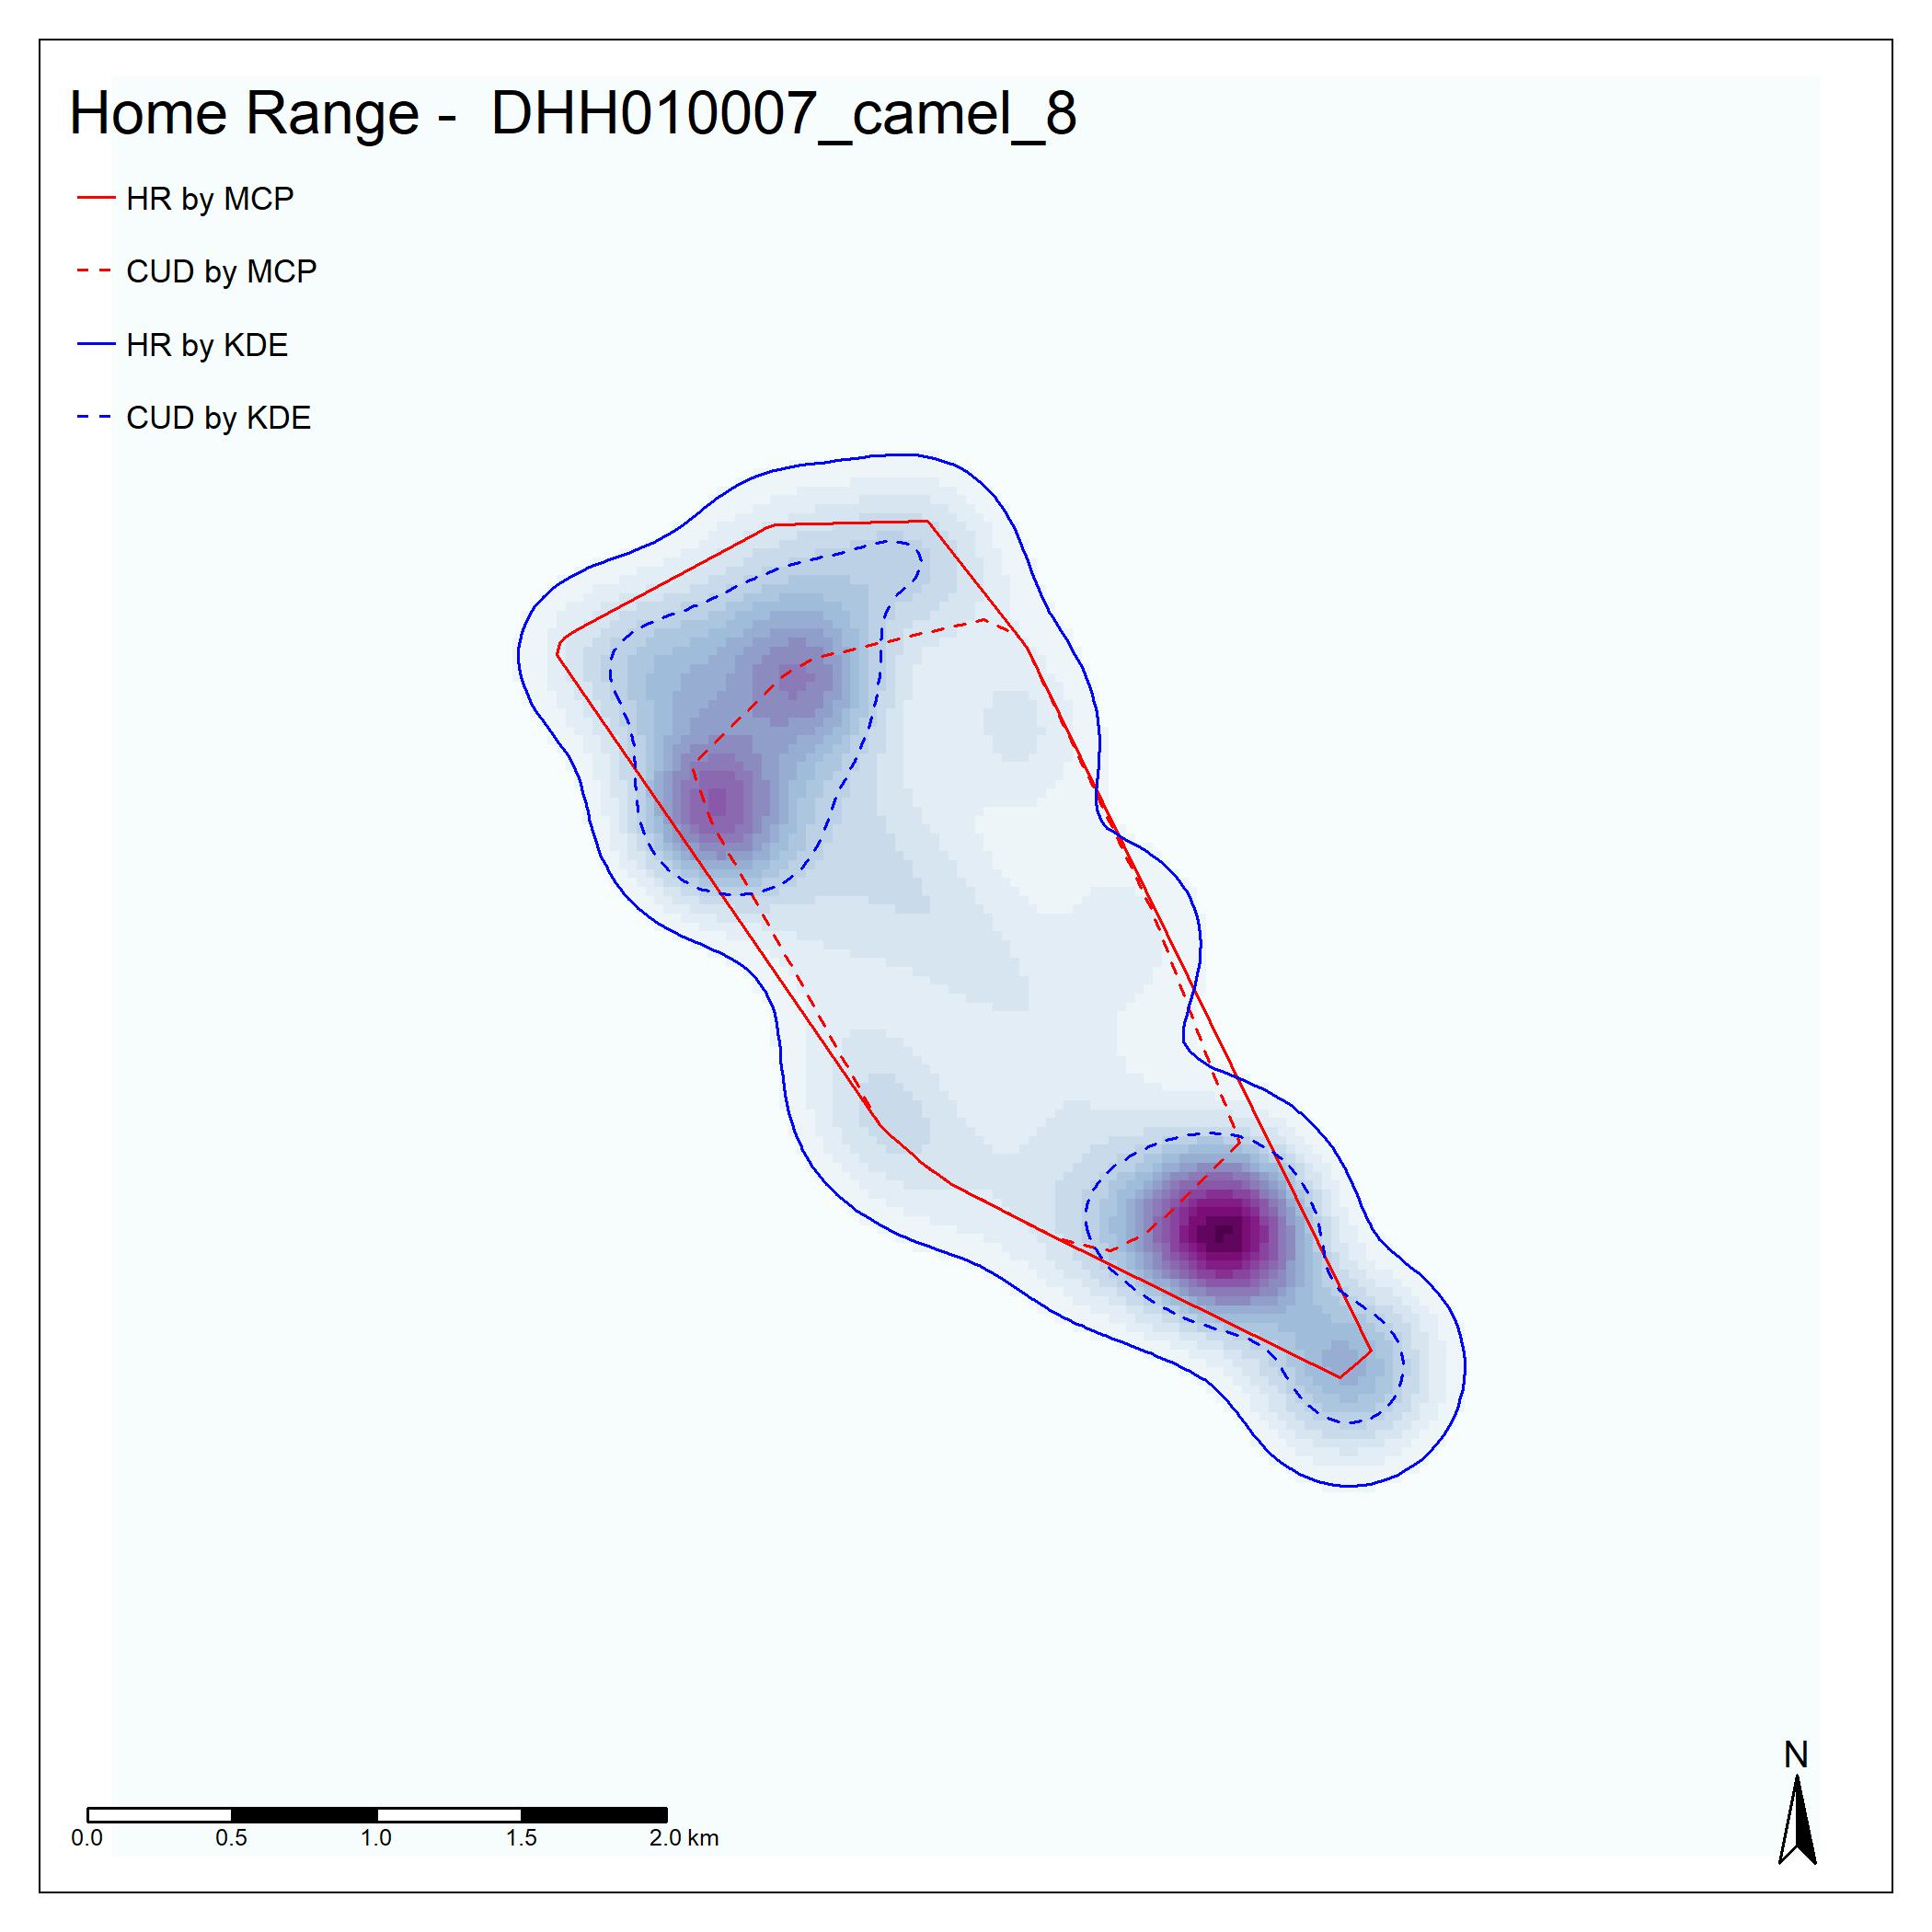 Home Range -  DHH010007_camel_8
HR by MCP
CUD by MCP
HR by KDE
CUD by KDE
N
0.0 0.5 1.0 1.5 2.0 km